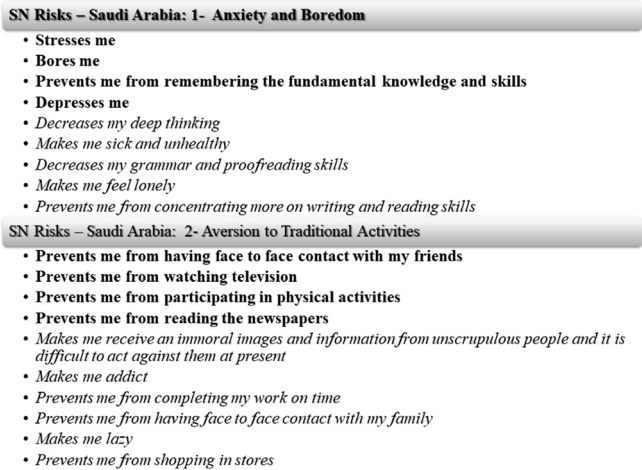 SN Risks – Saudi Arabia: 1- Anxiety and Boredom
• Stresses me
• Bores me
• Prevents me from remembering the fundamental knowledge and skills
• Depresses me
• Decreases my deep thinking
• Makes me sick and unhealthy
• Decreases my grammar and proofreading skills
• Makes me feel lonely
• Prevents me from concentrating more on writing and reading skills
SN Risks – Saudi Arabia: 2- Aversion to Traditional Activities
• Prevents me from having face to face contact with my friends
• Prevents me from watching television
• Prevents me from participating in physical activities
• Prevents me from reading the newspapers
• Makes me receive an immoral images and information from unscrupulous people and it is
difficult to act against them at present
• Makes me addict
• Prevents me from completing my work on time
• Prevents me from having face to face contact with my family
• Makes me lazy
• Prevents me from shopping in stores